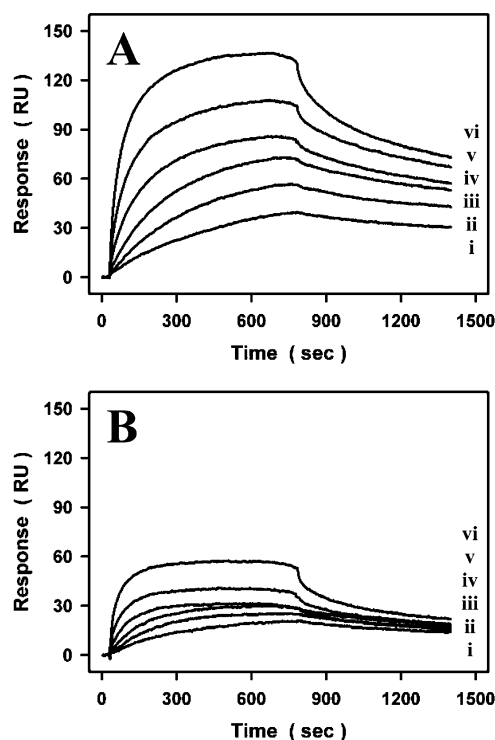 A
150
120
90
60
30
0
Response ( RU )
vi
v
iv
iii
ii
i
0 300 600 900 1200 1500
Time ( sec )
B
150
120
90
60
30
0
Response ( RU )
vi
v
iv
iii
ii
i
0 300 600 900 1200 1500
Time ( sec )